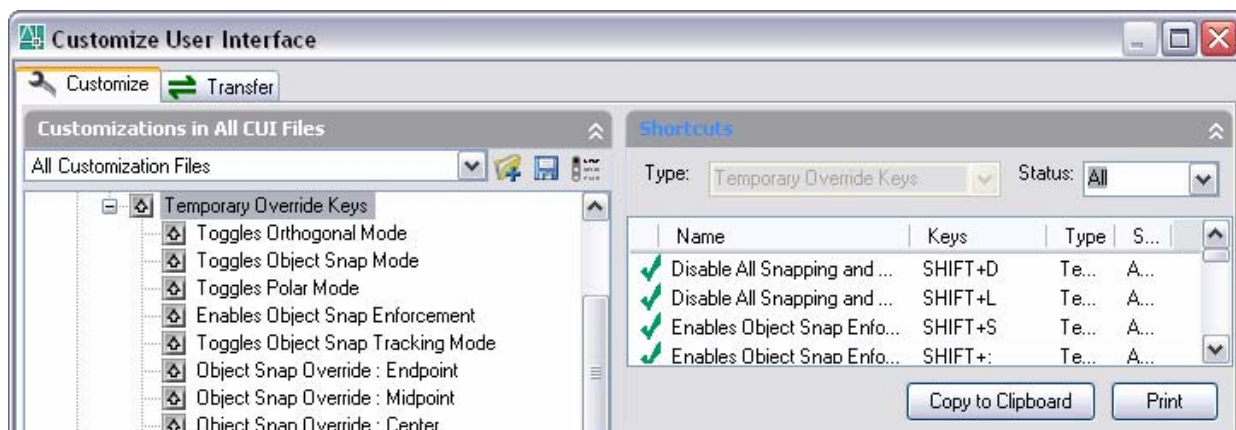 Customize User Interface
Customize
Transfer
Customizations in All CUI Files
All Customization Files
Temporary Override Keys
Toggles Orthogonal Mode
Toggles Object Snap Mode
Toggles Polar Mode
Enables Object Snap Enforcement
Toggles Object Snap Tracking Mode
Object Snap Override : Endpoint
Object Snap Override : Midpoint
Object Snap Override : Center
Shortcuts
Type: Temporary Override Keys Status: All
Name Keys Type S...
Disable All Snapping and ... SHIFT+D Te... A...
Disable All Snapping and ... SHIFT+L Te... A...
Enables Object Snap Enfo... SHIFT+S Te... A...
Enables Object Snap Enfo... SHIFT+: Te... A...
Copy to Clipboard Print